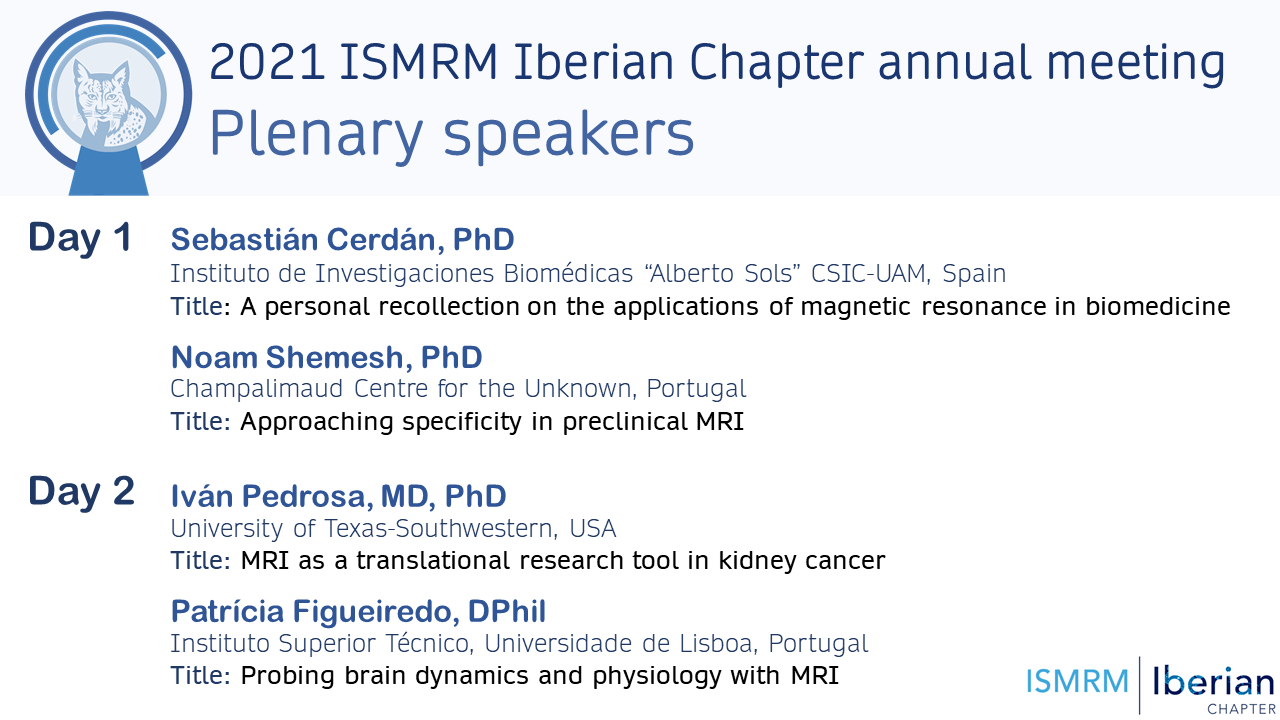 2021 ISMRM Iberian Chapter annual meeting
Plenary speakers
Day 1
Sebastián Cerdán, PhD
Instituto de Investigaciones Biomédicas “Alberto Sols” CSIC-UAM, Spain
Title: A personal recollection on the applications of magnetic resonance in biomedicine
Noam Shemesh, PhD
Champalimaud Centre for the Unknown, Portugal
Title: Approaching specificity in preclinical MRI
Day 2
Iván Pedrosa, MD, PhD
University of Texas-Southwestern, USA
Title: MRI as a translational research tool in kidney cancer
Patrícia Figueiredo, DPhil
Instituto Superior Técnico, Universidade de Lisboa, Portugal
Title: Probing brain dynamics and physiology with MRI
ISMRM Iberian
CHAPTER